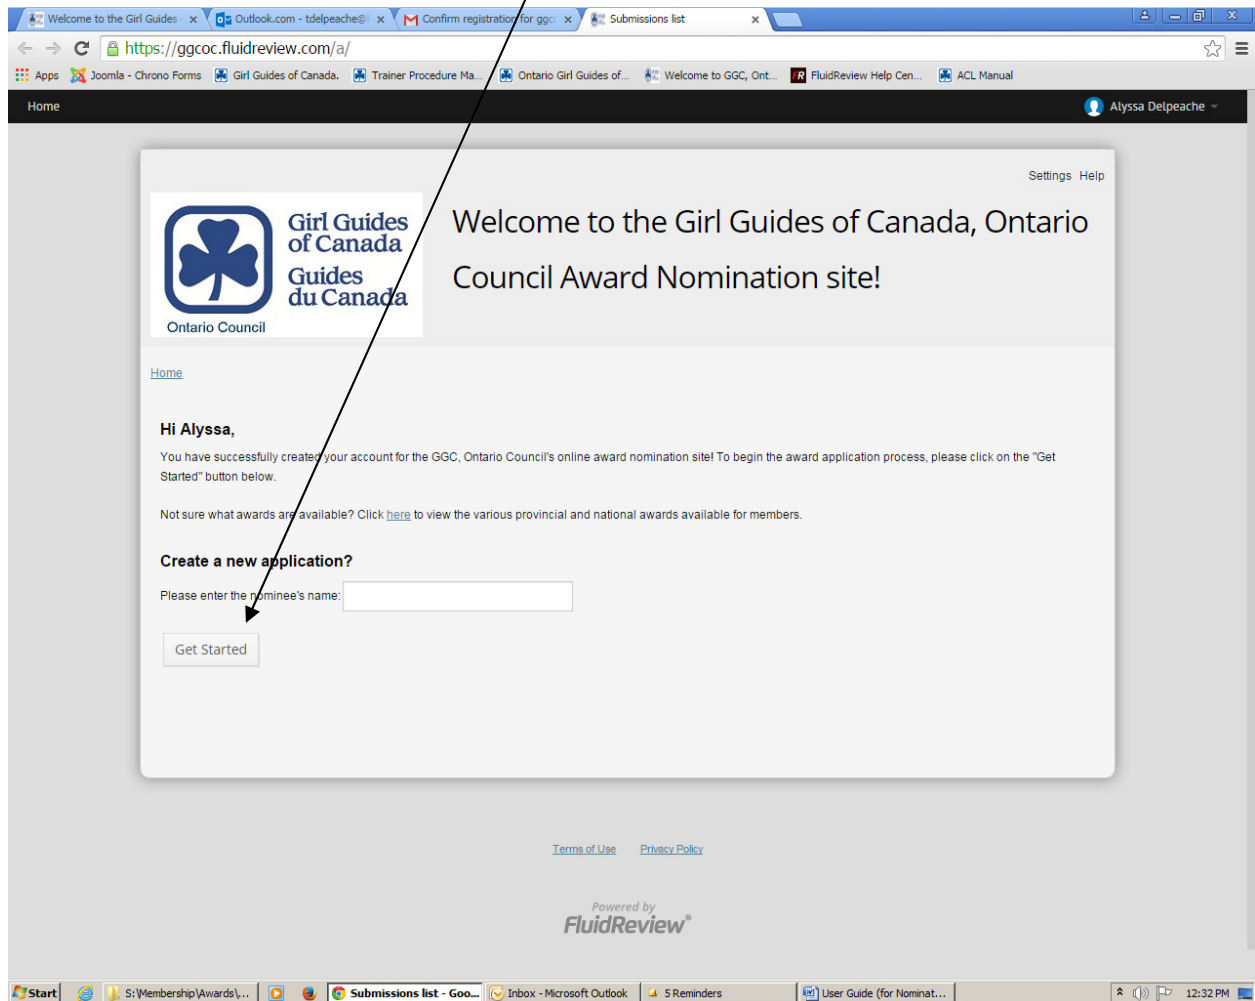 Welcome to the Girl Guides
Outlook.com - tdelpeache@l
Confirm registration for ggco
Submissions list
https://ggcoc.fluidreview.com/a/
Apps
Joomla - Chrono Forms
Girl Guides of Canada.
Trainer Procedure Ma...
Ontario Girl Guides of...
Welcome to GGC, Ont...
FR
FluidReview Help Cen...
ACL Manual
Home
Alyssa Delpeache
Settings Help
Girl Guides
of Canada
Guides
du Canada
Ontario Council
Welcome to the Girl Guides of Canada, Ontario
Council Award Nomination site!
Home
Hi Alyssa,
You have successfully created your account for the GGC, Ontario Council's online award nomination site! To begin the award application process, please click on the "Get
Started" button below.
Not sure what awards are available? Click here to view the various provincial and national awards available for members.
Create a new application?
Please enter the nominee's name:
Get Started
Terms of Use Privacy Policy
Powered by
FluidReview®
Start
S:\Membership\Awards\...
Submissions list - Goo...
Inbox - Microsoft Outlook
5 Reminders
User Guide (for Nominat...
12:32 PM